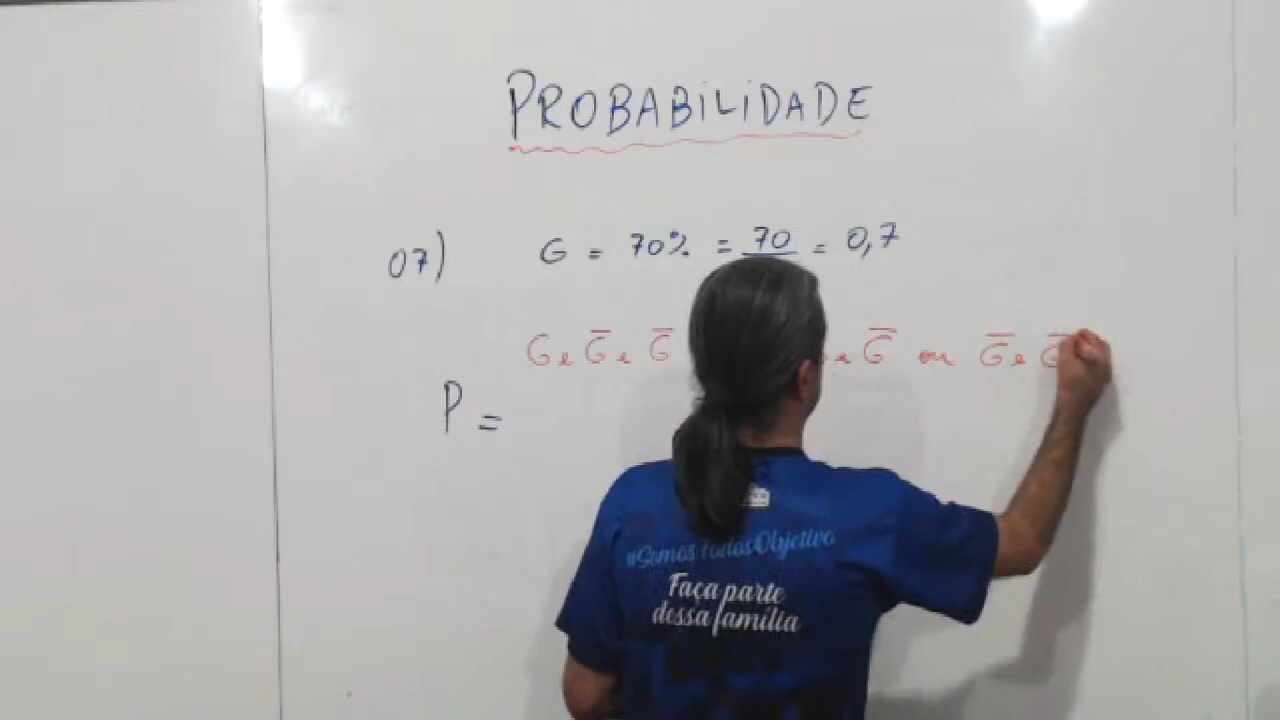 PROBABILIDADE
07) G = 70% = 70 = 0,7
G e G̅ e G̅ e G̅ ou G̅ e G̅
P =
#SomosTodosObjetivo
Faça parte
dessa família